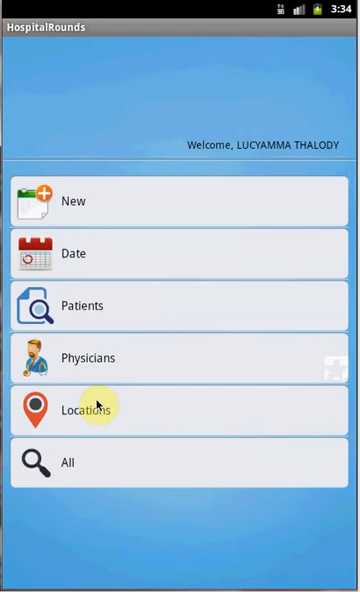 3:34
HospitalRounds
Welcome, LUCYAMMA THALODY
New
Date
Patients
Physicians
Locations
All